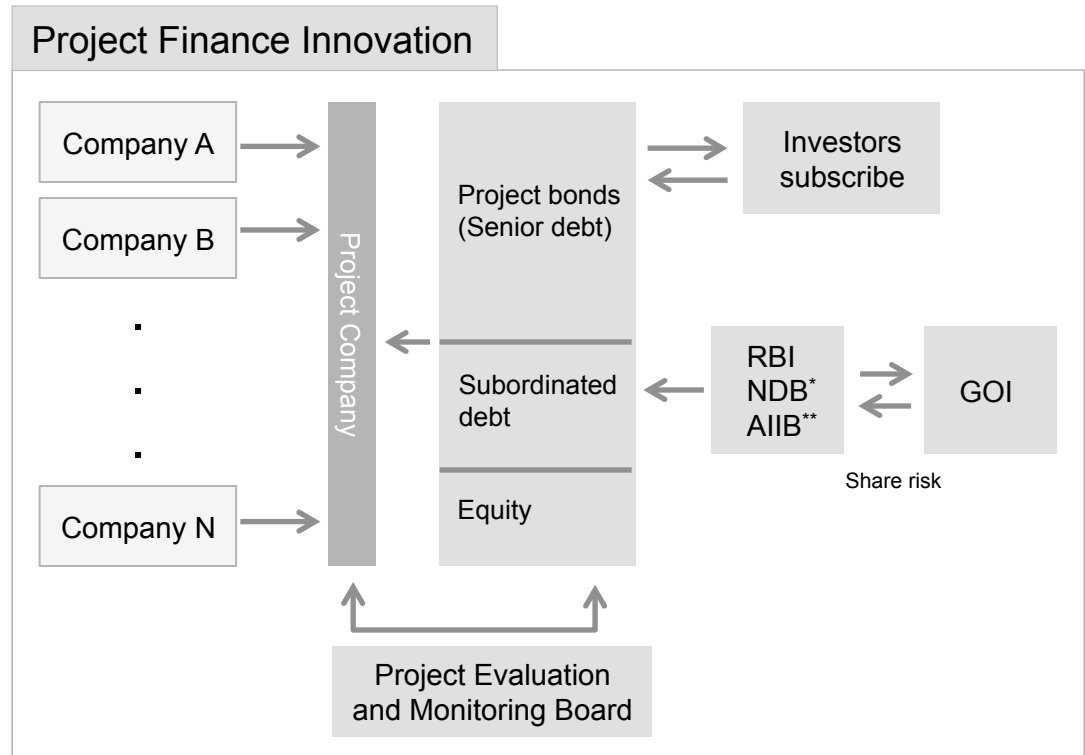 Project Finance Innovation
Company A
Company B
.
.
.
Company N
Project Company
Project bonds
(Senior debt)
Subordinated
debt
Equity
Investors
subscribe
RBI
NDB*
AIIB**
GOI
Share risk
Project Evaluation
and Monitoring Board